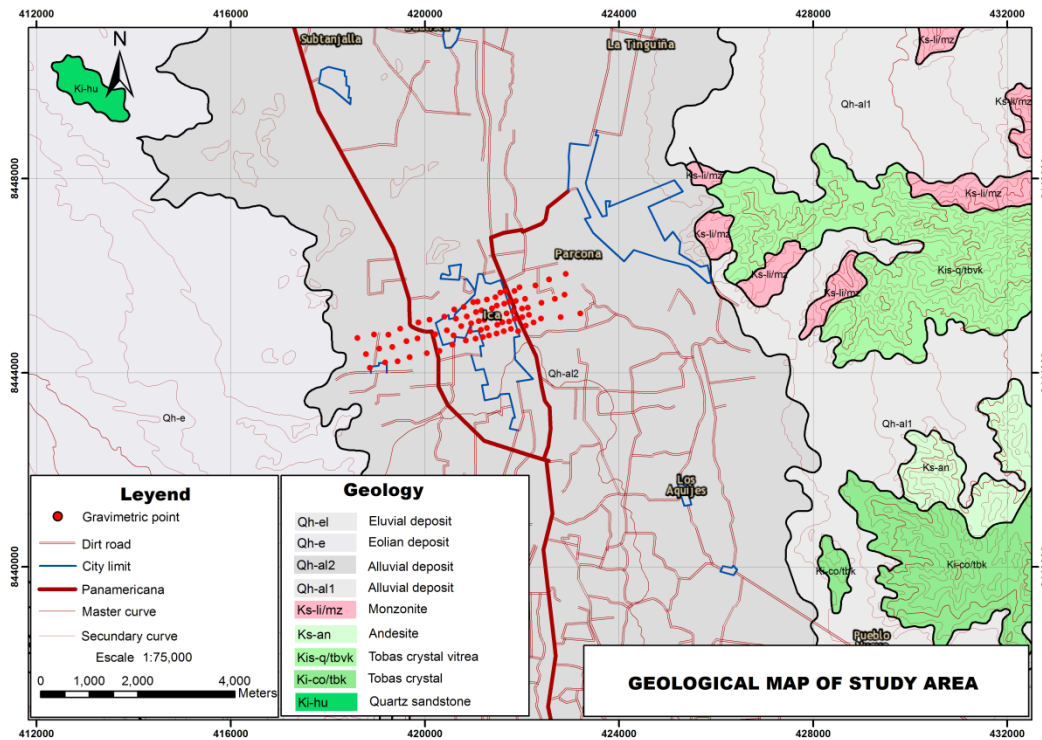 412000 416000 420000 424000 428000 432000
Subtanjalla
La Tinguiña
N
Ki-hu
Ks-li/mz
Qh-al1
Ks-li/mz
8448000
Ks-li/mz
Ks-li/mz
Ks-li/mz
Parcona
Ks-li/mz
Kis-q/tbvk
Ks-li/mz
Ica
8444000
Qh-al2
Qh-e
Qh-al1
Ks-an
Los
Aquijes
Ki-co/tbk
Ki-co/tbk
8440000
Pueblo
Leyend
Gravimetric point
Dirt road
City limit
Panamericana
Master curve
Secundary curve
Escale 1:75,000
0 1,000 2,000 4,000
Meters
Geology
Qh-el Eluvial deposit
Qh-e Eolian deposit
Qh-al2 Alluvial deposit
Qh-al1 Alluvial deposit
Ks-li/mz Monzonite
Ks-an Andesite
Kis-q/tbvk Tobas crystal vitrea
Ki-co/tbk Tobas crystal
Ki-hu Quartz sandstone
GEOLOGICAL MAP OF STUDY AREA
412000 416000 420000 424000 428000 432000